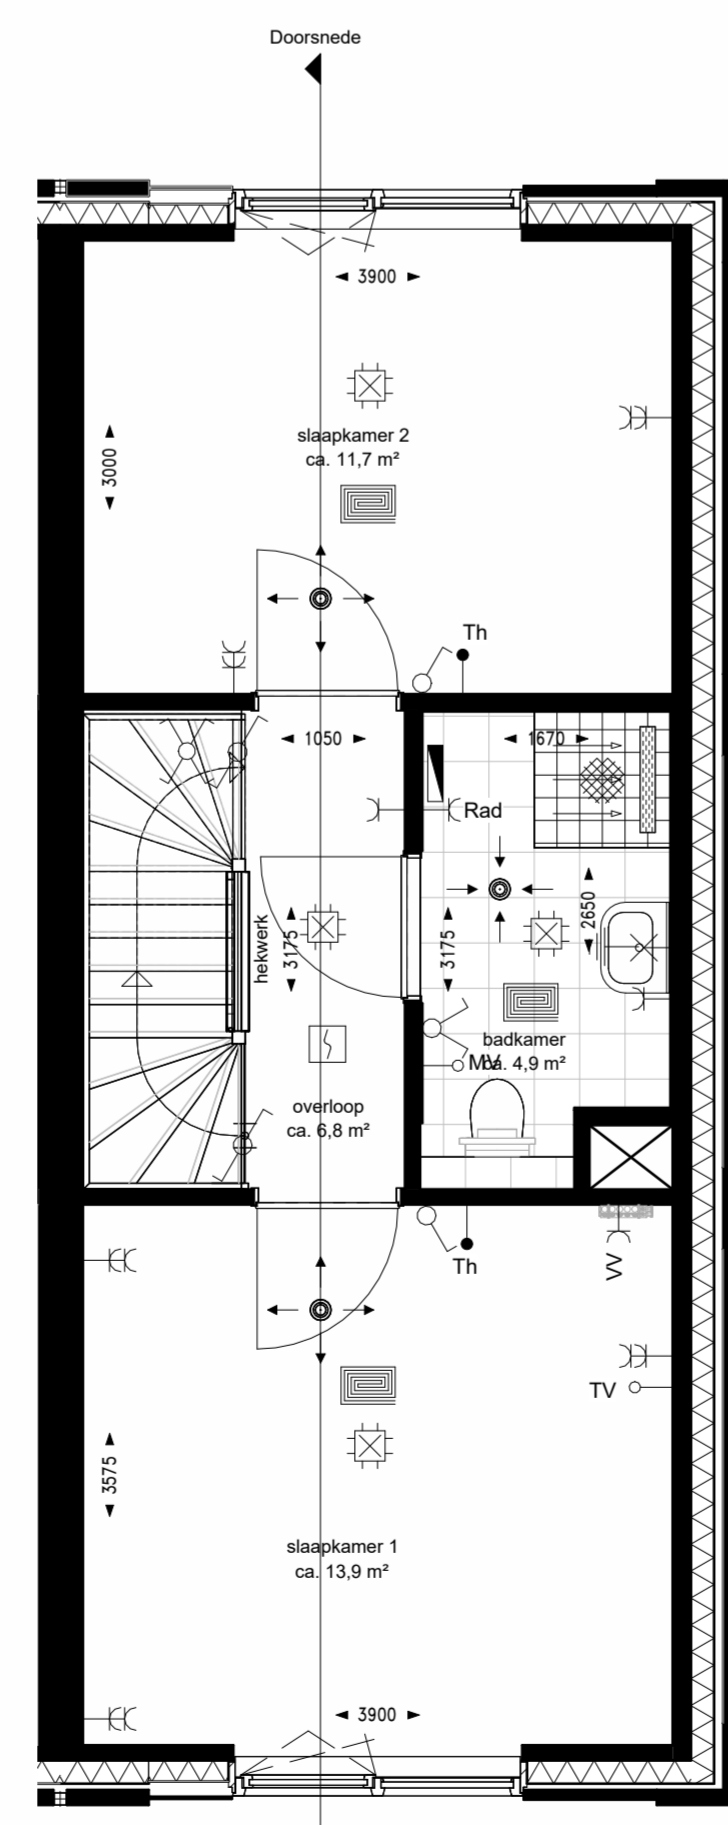 Doorsnede
3900
slaapkamer 2
ca. 11,7 m²
3000
Th
1050
1670
Rad
2650
hekwerk
3175
3175
badkamer
MV
ca. 4,9 m²
overloop
ca. 6,8 m²
Th
VV
TV
3575
slaapkamer 1
ca. 13,9 m²
3900